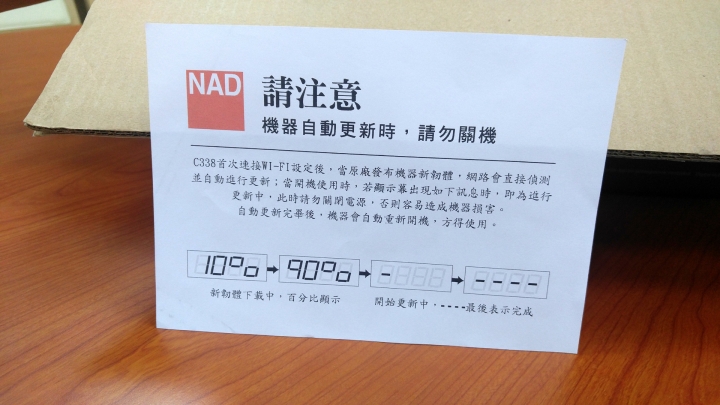 NAD
請注意
機器自動更新時，請勿關機
C338首次連接WI-FI設定後，當原廠發布機器新韌體，網路會直接偵測
並自動進行更新；當開機使用時，若顯示幕出現如下訊息時，即為進行
更新中，此時請勿關閉電源，否則容易造成機器損害。
自動更新完畢後，機器會自動重新開機，方得使用。
10% → 90% → - → ----
新韌體下載中，百分比顯示
開始更新中，----最後表示完成